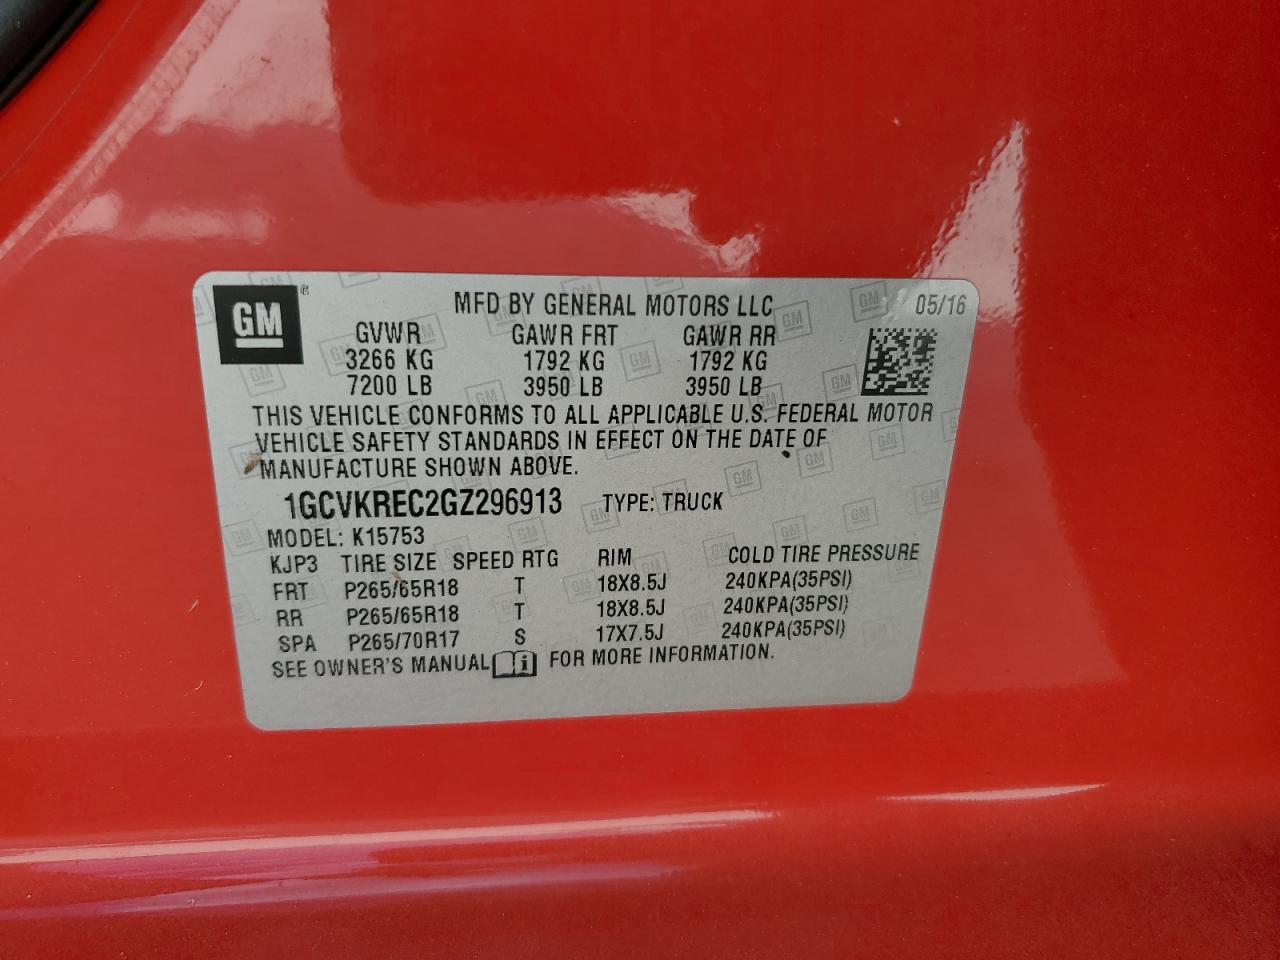 GM® MFD BY GENERAL MOTORS LLC 05/16
GVWR GAWR FRT GAWR RR
3266 KG 1792 KG 1792 KG
7200 LB 3950 LB 3950 LB
THIS VEHICLE CONFORMS TO ALL APPLICABLE U.S. FEDERAL MOTOR
VEHICLE SAFETY STANDARDS IN EFFECT ON THE DATE OF
MANUFACTURE SHOWN ABOVE.
1GCVKREC2GZ296913 TYPE: TRUCK
MODEL: K15753
KJP3 TIRE SIZE SPEED RTG RIM COLD TIRE PRESSURE
FRT P265/65R18 T 18X8.5J 240KPA(35PSI)
RR P265/65R18 T 18X8.5J 240KPA(35PSI)
SPA P265/70R17 S 17X7.5J 240KPA(35PSI)
SEE OWNER'S MANUAL i FOR MORE INFORMATION.